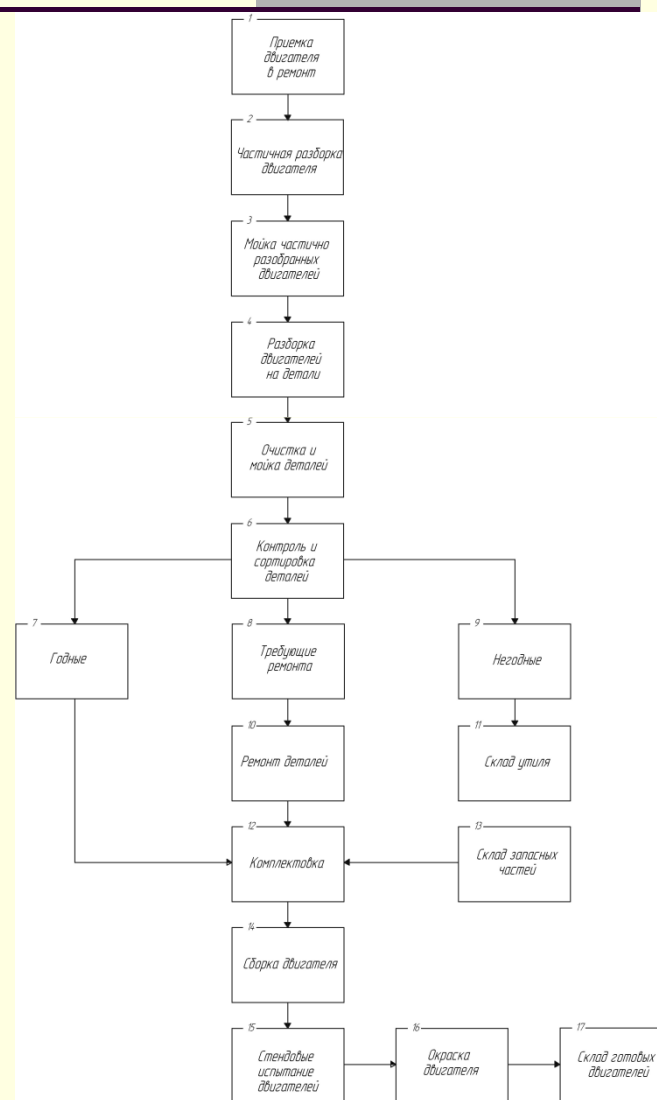 1
Приемка
двигателя
в ремонт
2
Частичная разборка
двигателя
3
Мойка частично
разобранных
двигателей
4
Разборка
двигателей
на детали
5
Очистка и
мойка деталей
6
Контроль и
сортировка
деталей
7
Годные
8
Требующие
ремонта
9
Негодные
10
Ремонт деталей
11
Склад утиля
12
Комплектовка
13
Склад запасных
частей
14
Сборка двигателя
15
Стендовые
испытание
двигателей
16
Окраска
двигателя
17
Склад готовых
двигателей